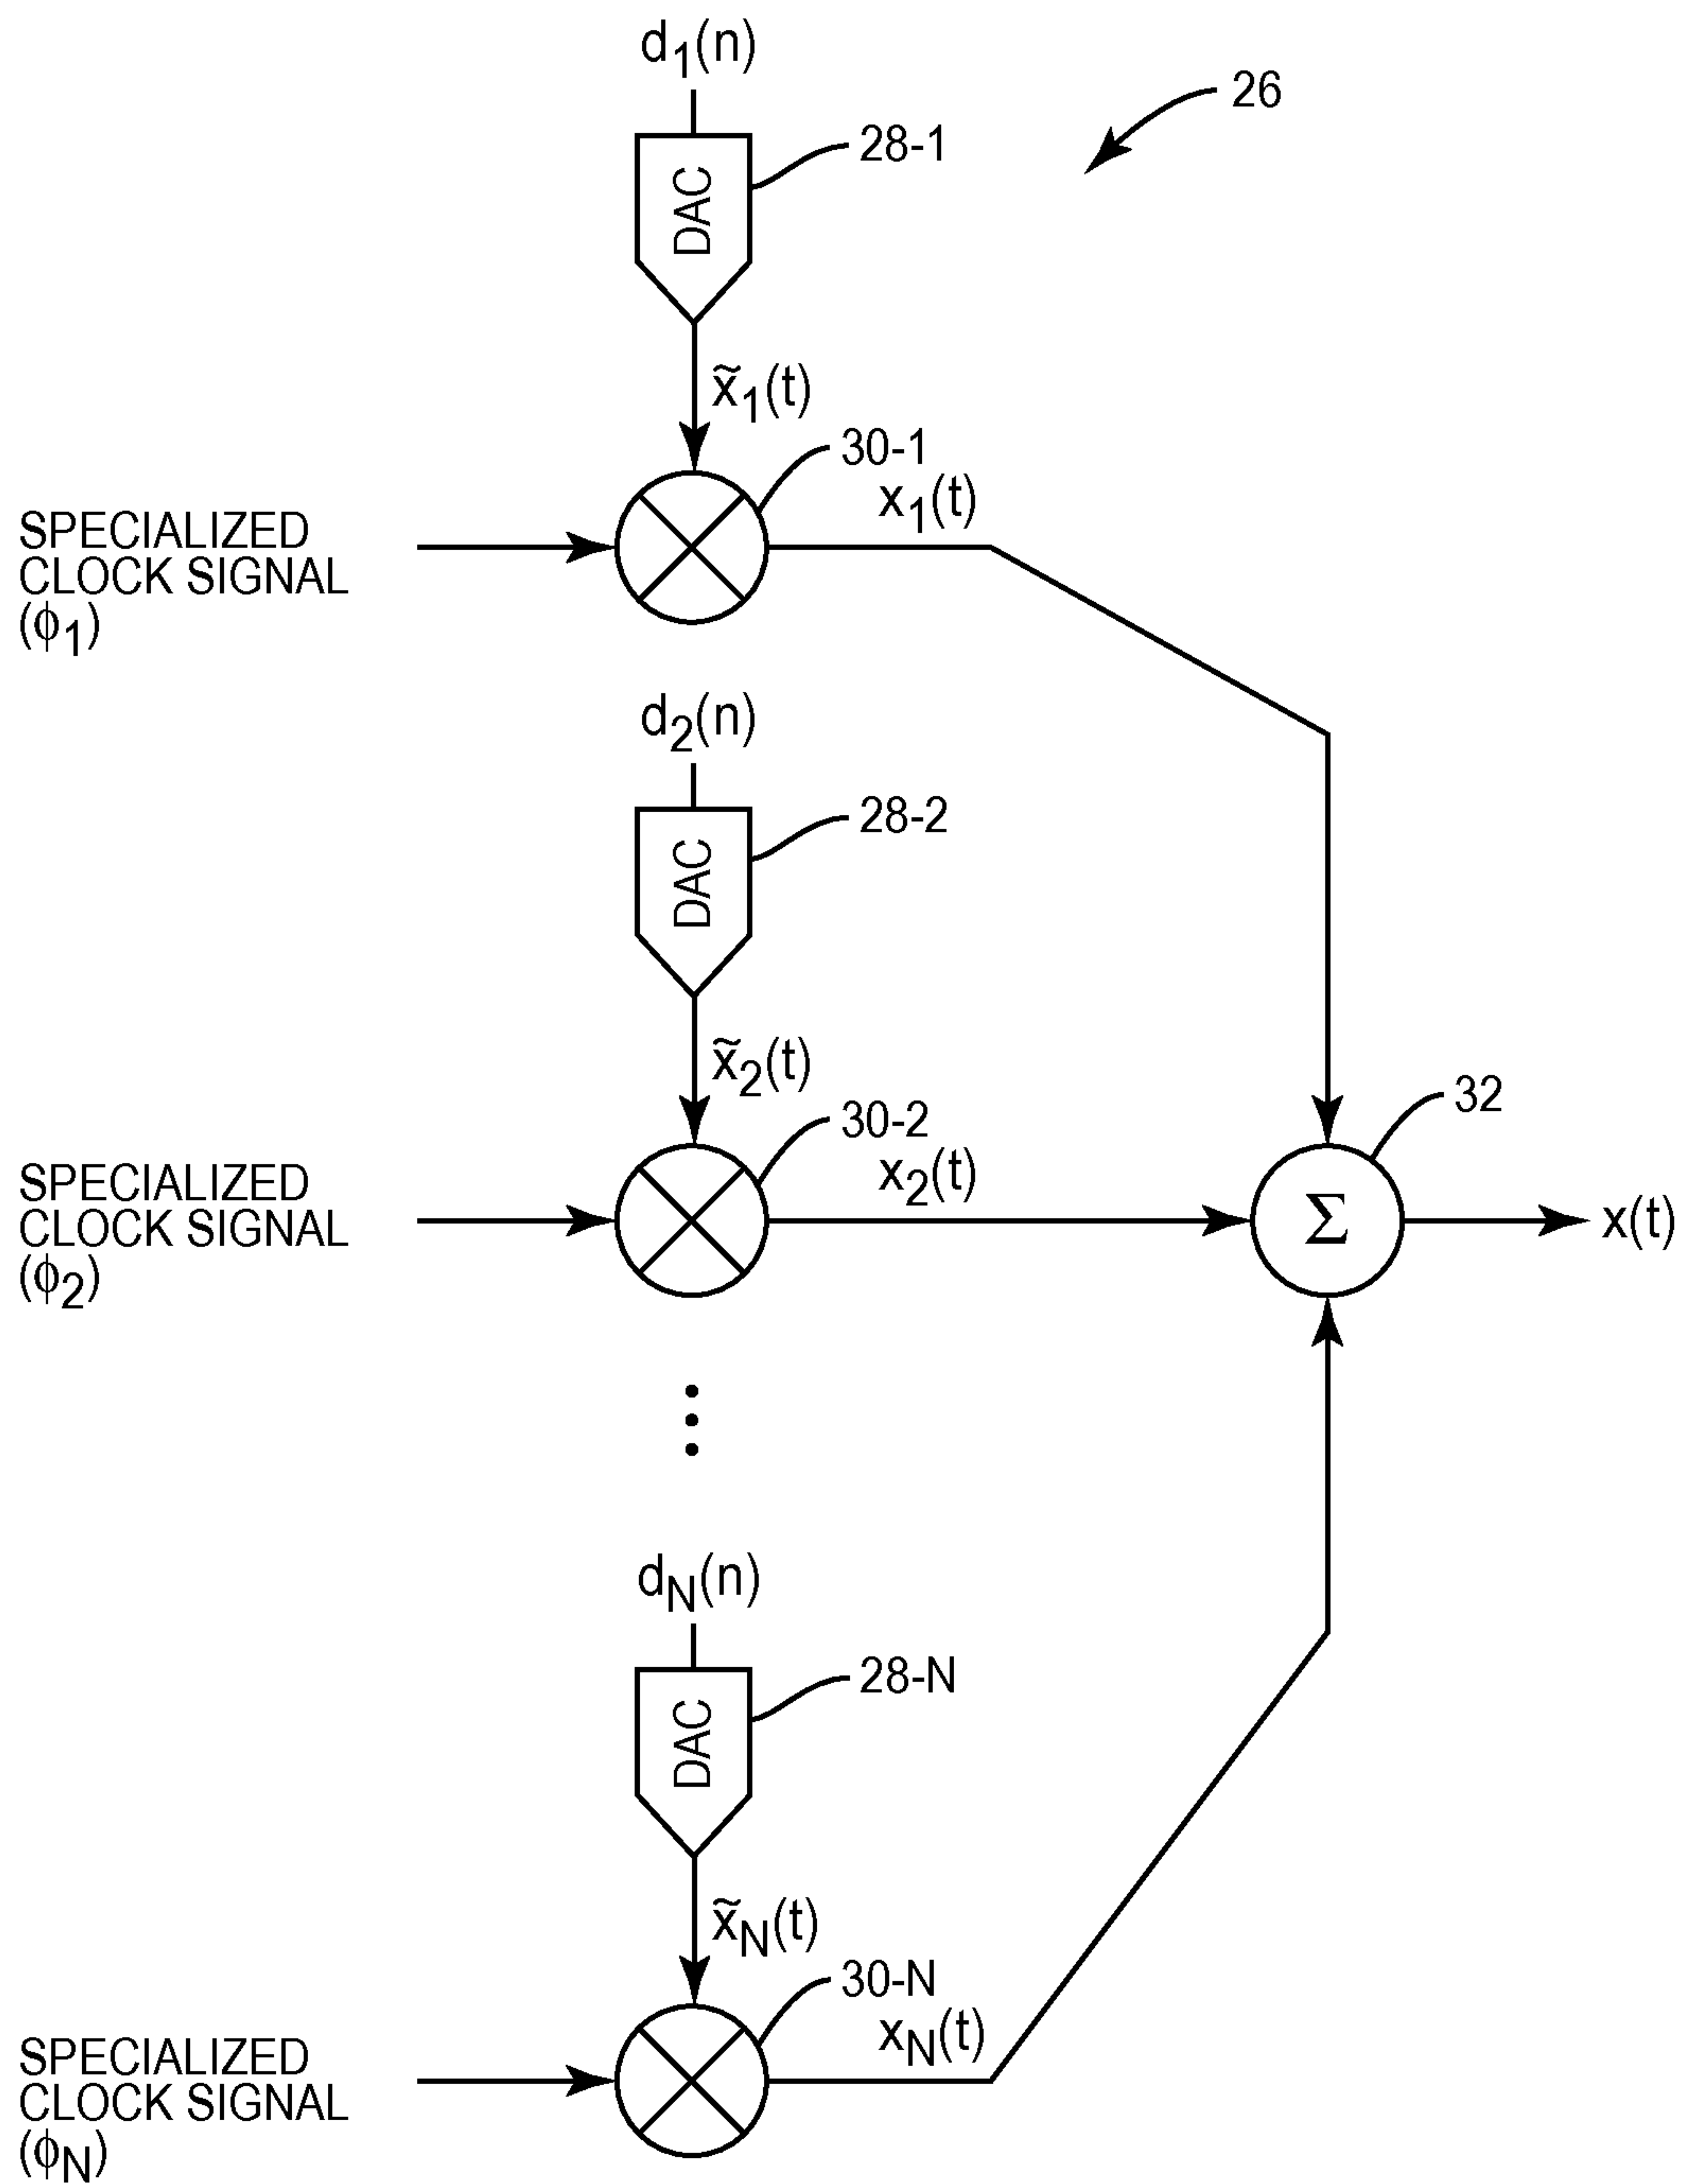 d1(n)
26
28-1
DAC
x̃1(t)
30-1
x1(t)
SPECIALIZED
CLOCK SIGNAL
(ϕ1)
d2(n)
28-2
DAC
x̃2(t)
30-2
x2(t)
32
SPECIALIZED
CLOCK SIGNAL
(ϕ2)
Σ
x(t)
dN(n)
28-N
DAC
x̃N(t)
30-N
xN(t)
SPECIALIZED
CLOCK SIGNAL
(ϕN)